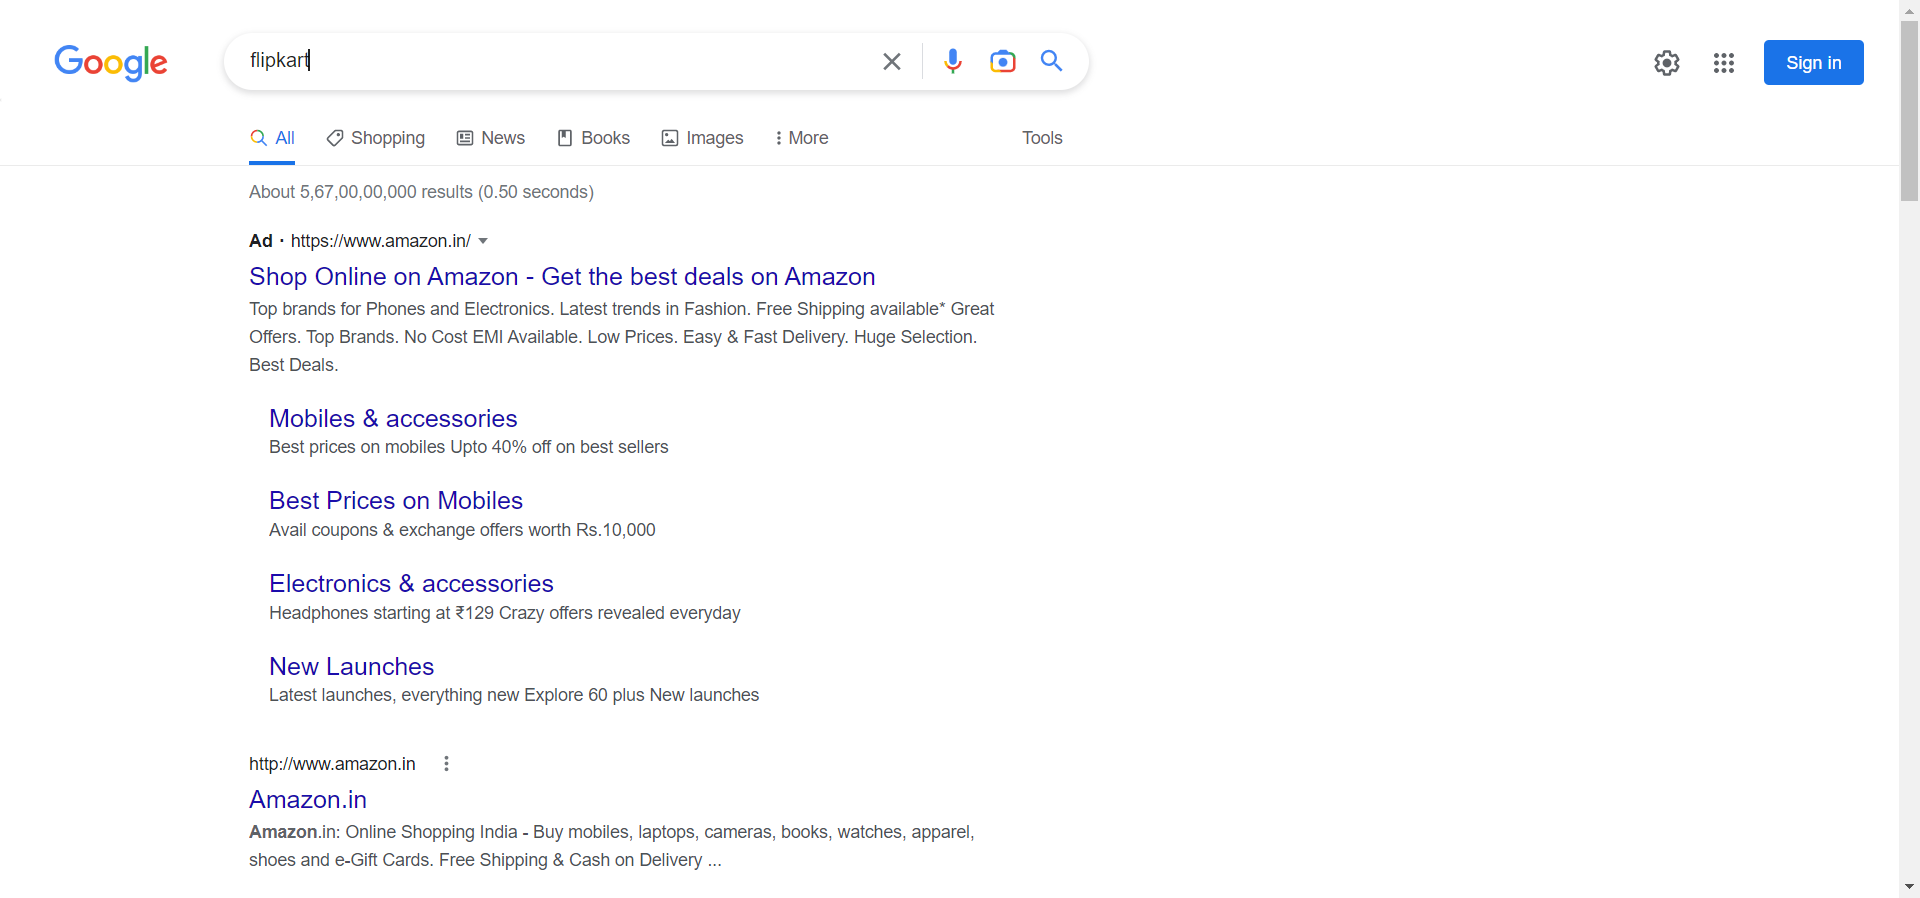 Google
flipkart
Sign in
All Shopping News Books Images More Tools
About 5,67,00,00,000 results (0.50 seconds)
Ad · https://www.amazon.in/
Shop Online on Amazon - Get the best deals on Amazon
Top brands for Phones and Electronics. Latest trends in Fashion. Free Shipping available* Great
Offers. Top Brands. No Cost EMI Available. Low Prices. Easy & Fast Delivery. Huge Selection.
Best Deals.
Mobiles & accessories
Best prices on mobiles Upto 40% off on best sellers
Best Prices on Mobiles
Avail coupons & exchange offers worth Rs.10,000
Electronics & accessories
Headphones starting at ₹129 Crazy offers revealed everyday
New Launches
Latest launches, everything new Explore 60 plus New launches
http://www.amazon.in
Amazon.in
Amazon.in: Online Shopping India - Buy mobiles, laptops, cameras, books, watches, apparel,
shoes and e-Gift Cards. Free Shipping & Cash on Delivery ...